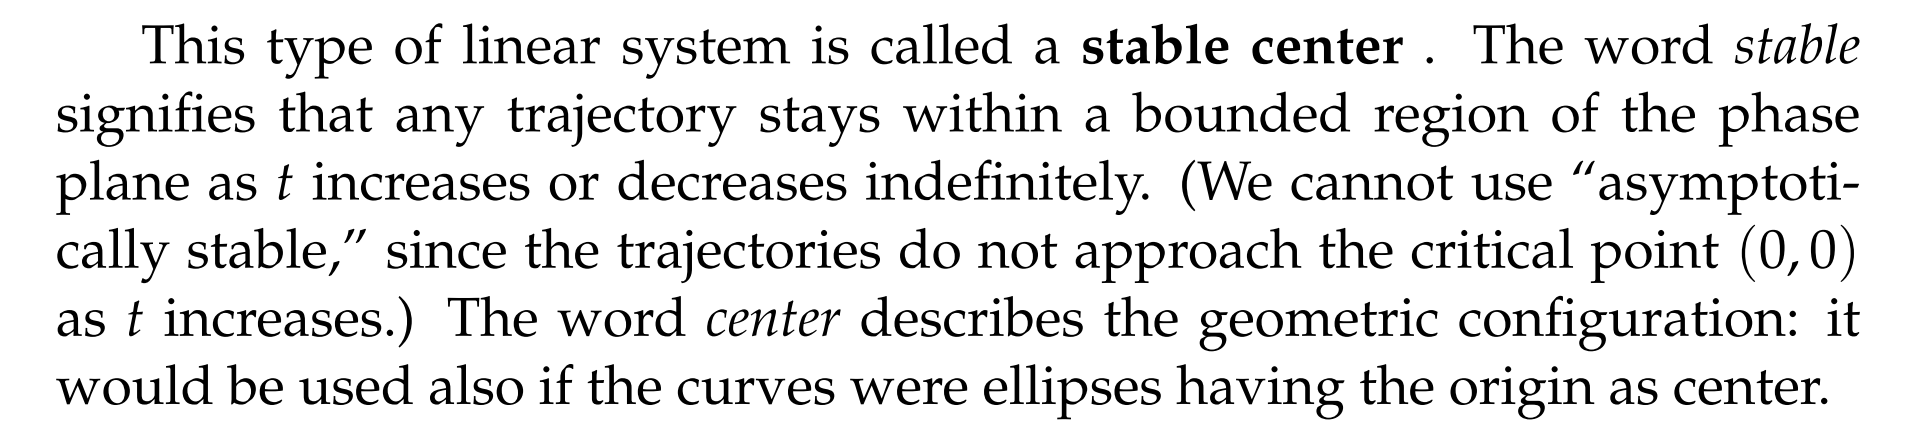 This type of linear system is called a stable center . The word stable
signifies that any trajectory stays within a bounded region of the phase
plane as t increases or decreases indefinitely. (We cannot use “asymptoti-
cally stable,” since the trajectories do not approach the critical point (0, 0)
as t increases.) The word center describes the geometric configuration: it
would be used also if the curves were ellipses having the origin as center.